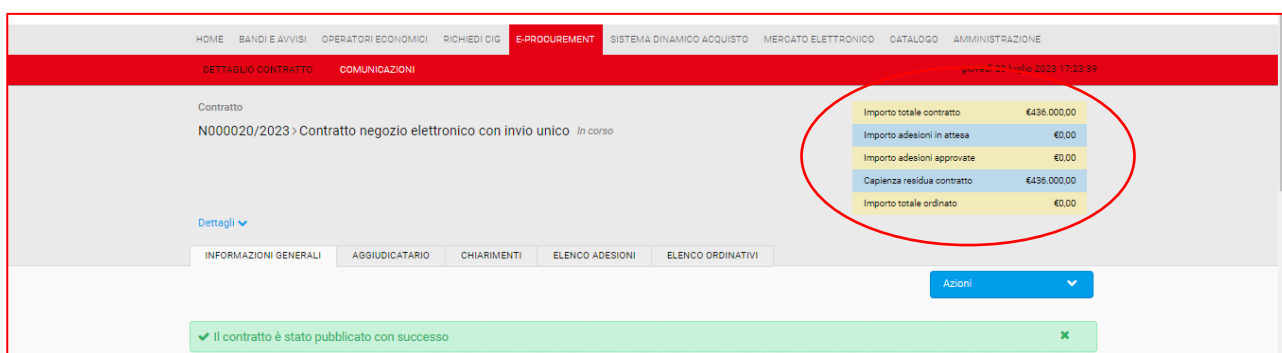 HOME BANDI E AVVISI OPERATORI ECONOMICI RICHIEDI CIG E-PROCUREMENT SISTEMA DINAMICO ACQUISTO MERCATO ELETTRONICO CATALOGO AMMINISTRAZIONE
DETTAGLIO CONTRATTO COMUNICAZIONI giovedì 20 luglio 2023 17:23:39
Contratto
N000020/2023 > Contratto negozio elettronico con invio unico In corso
Importo totale contratto €436.000,00
Importo adesioni in attesa €0,00
Importo adesioni approvate €0,00
Capienza residua contratto €436.000,00
Importo totale ordinato €0,00
Dettagli
INFORMAZIONI GENERALI AGGIUDICATARIO CHIARIMENTI ELENCO ADESIONI ELENCO ORDINATIVI
Azioni
Il contratto è stato pubblicato con successo